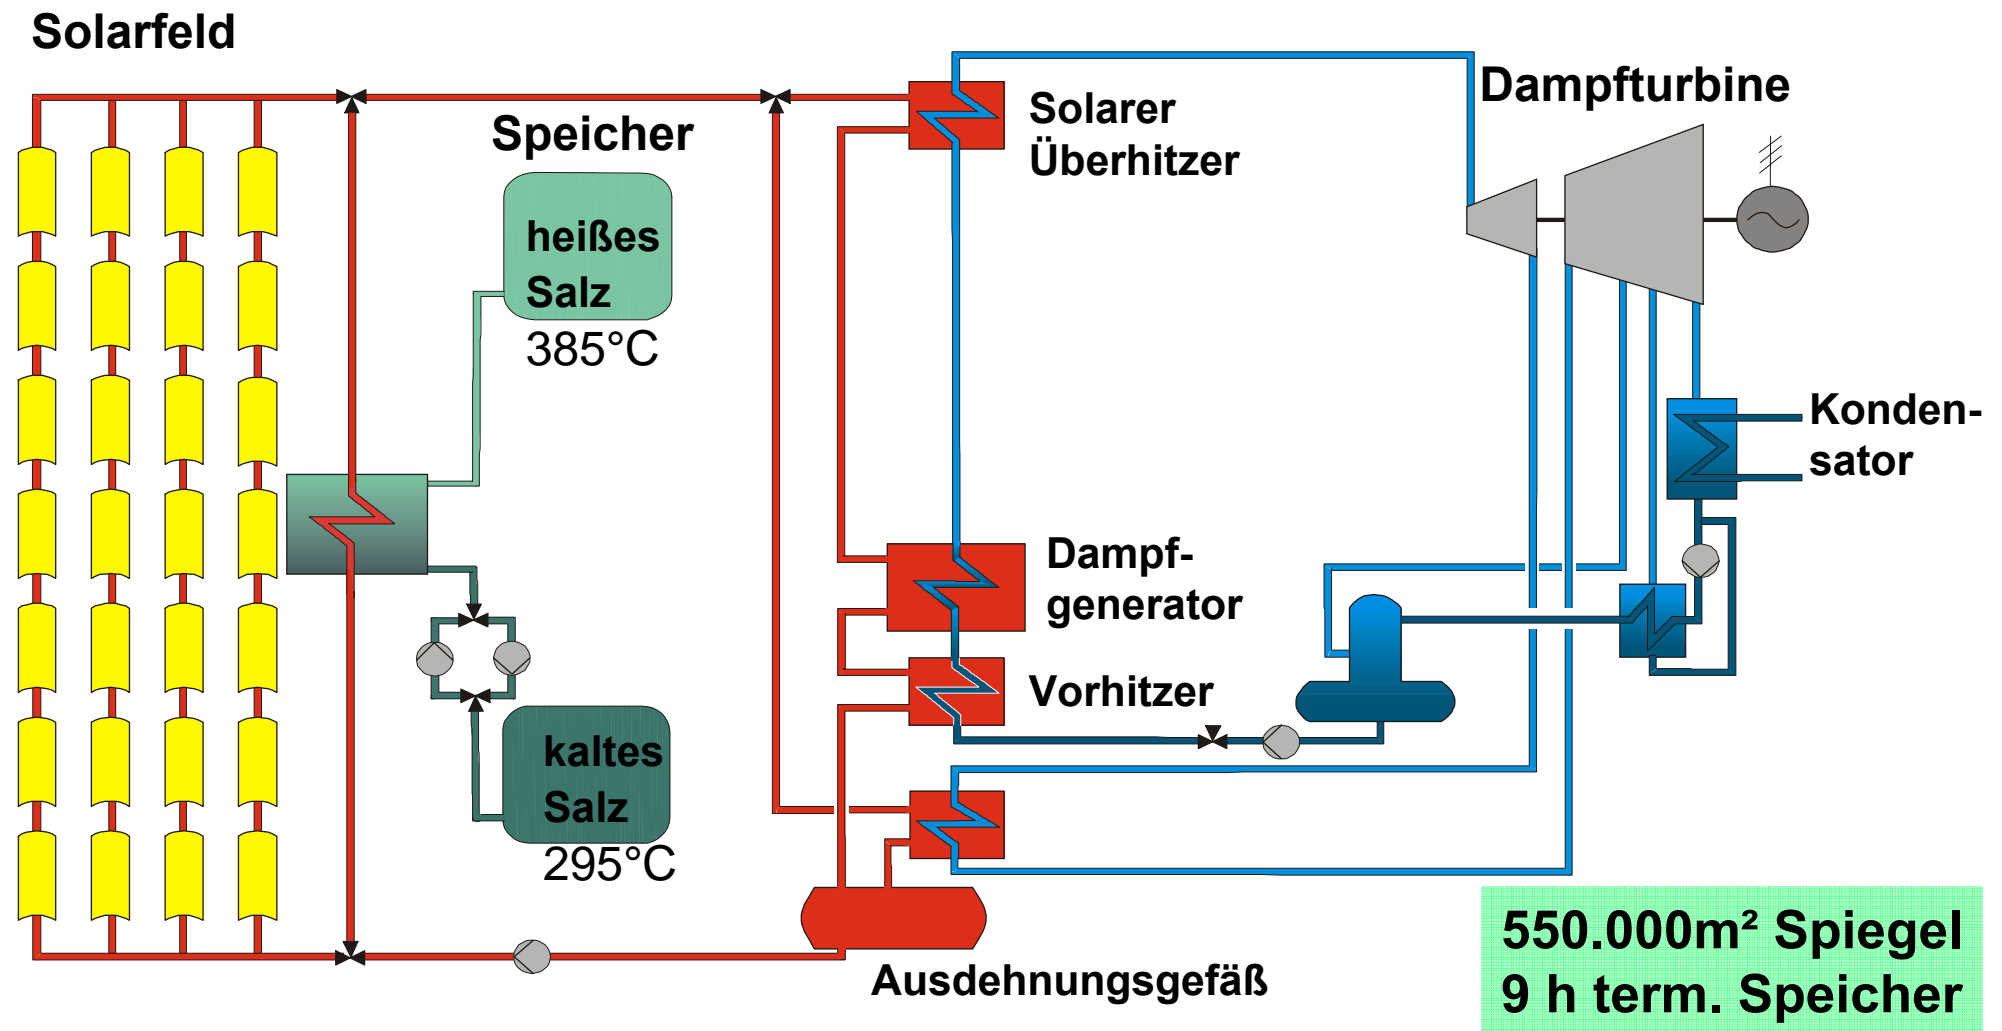 Solarfeld
Speicher
heißes
Salz
385°C
kaltes
Salz
295°C
Solarer
Überhitzer
Dampf-
generator
Vorhitzer
Ausdehnungsgefäß
Dampfturbine
Konden-
sator
550.000m² Spiegel
9 h term. Speicher